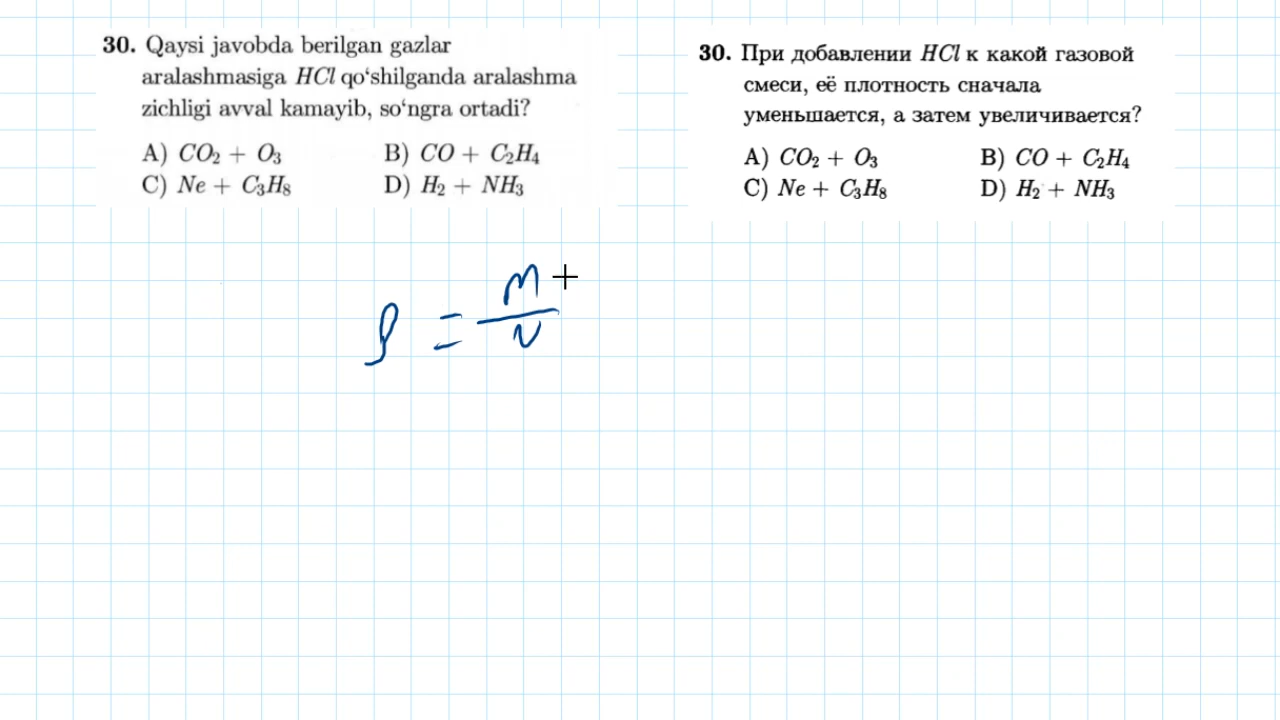 30. Qaysi javobda berilgan gazlar
aralashmasiga HCl qo‘shilganda aralashma
zichligi avval kamayib, so‘ngra ortadi?
A) CO₂ + O₃ B) CO + C₂H₄
C) Ne + C₃H₈ D) H₂ + NH₃
30. При добавлении HCl к какой газовой
смеси, её плотность сначала
уменьшается, а затем увеличивается?
A) CO₂ + O₃ B) CO + C₂H₄
C) Ne + C₃H₈ D) H₂ + NH₃
ρ = m
v